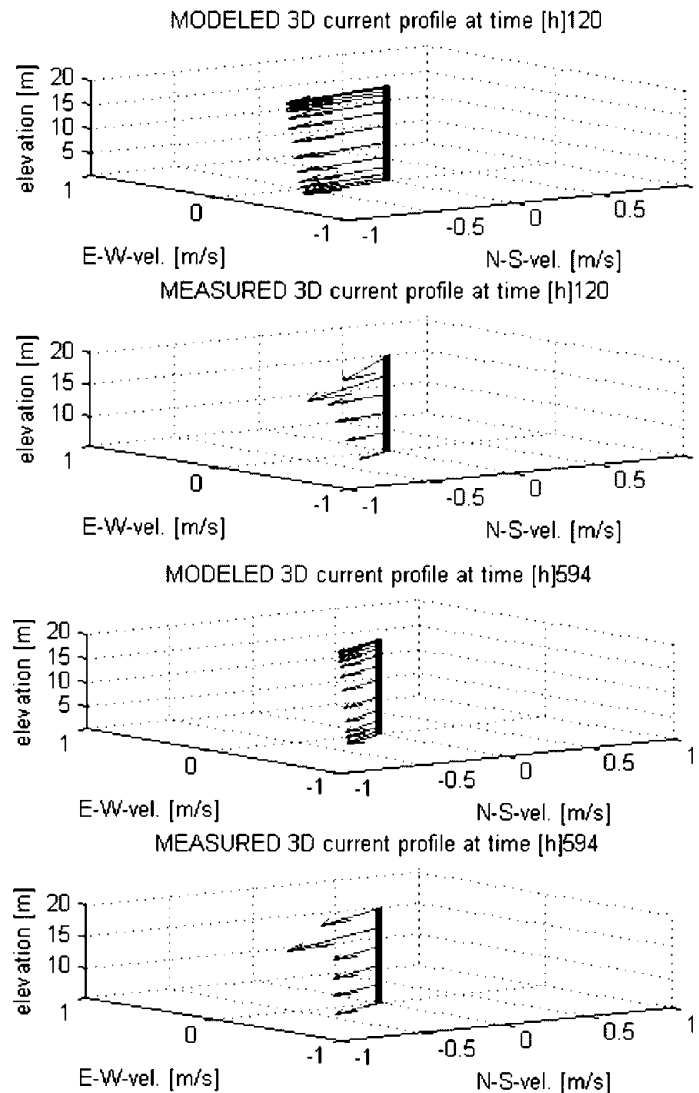 MODELED 3D current profile at time [h]120
elevation [m]
20
15
10
5
1
0
-1
-1
-0.5
0
0.5
E-W-vel. [m/s]
N-S-vel. [m/s]
MEASURED 3D current profile at time [h]120
elevation [m]
20
15
10
1
0
-1
-1
-0.5
0
0.5
E-W-vel. [m/s]
N-S-vel. [m/s]
MODELED 3D current profile at time [h]594
elevation [m]
20
15
10
5
1
0
-1
-1
-0.5
0
0.5
1
E-W-vel. [m/s]
N-S-vel. [m/s]
MEASURED 3D current profile at time [h]594
elevation [m]
20
15
10
1
0
-1
-1
-0.5
0
0.5
1
E-W-vel. [m/s]
N-S-vel. [m/s]